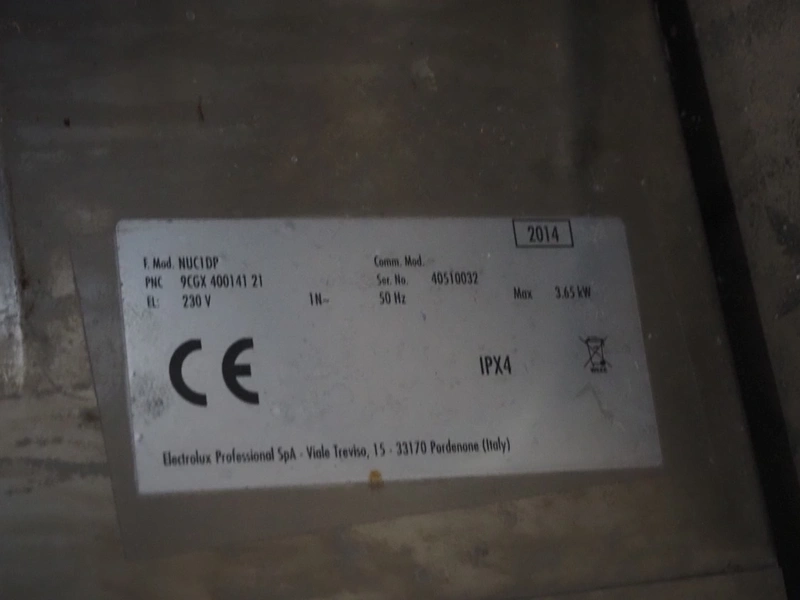 2014
F. Mod. NUC1DP Comm. Mod.
PNC 9CGX 400141 21 Ser. No. 40510032
EL: 230 V 1N~ 50 Hz Max 3.65 kW
CE IPX4
Electrolux Professional SpA - Viale Treviso, 15 - 33170 Pordenone (Italy)